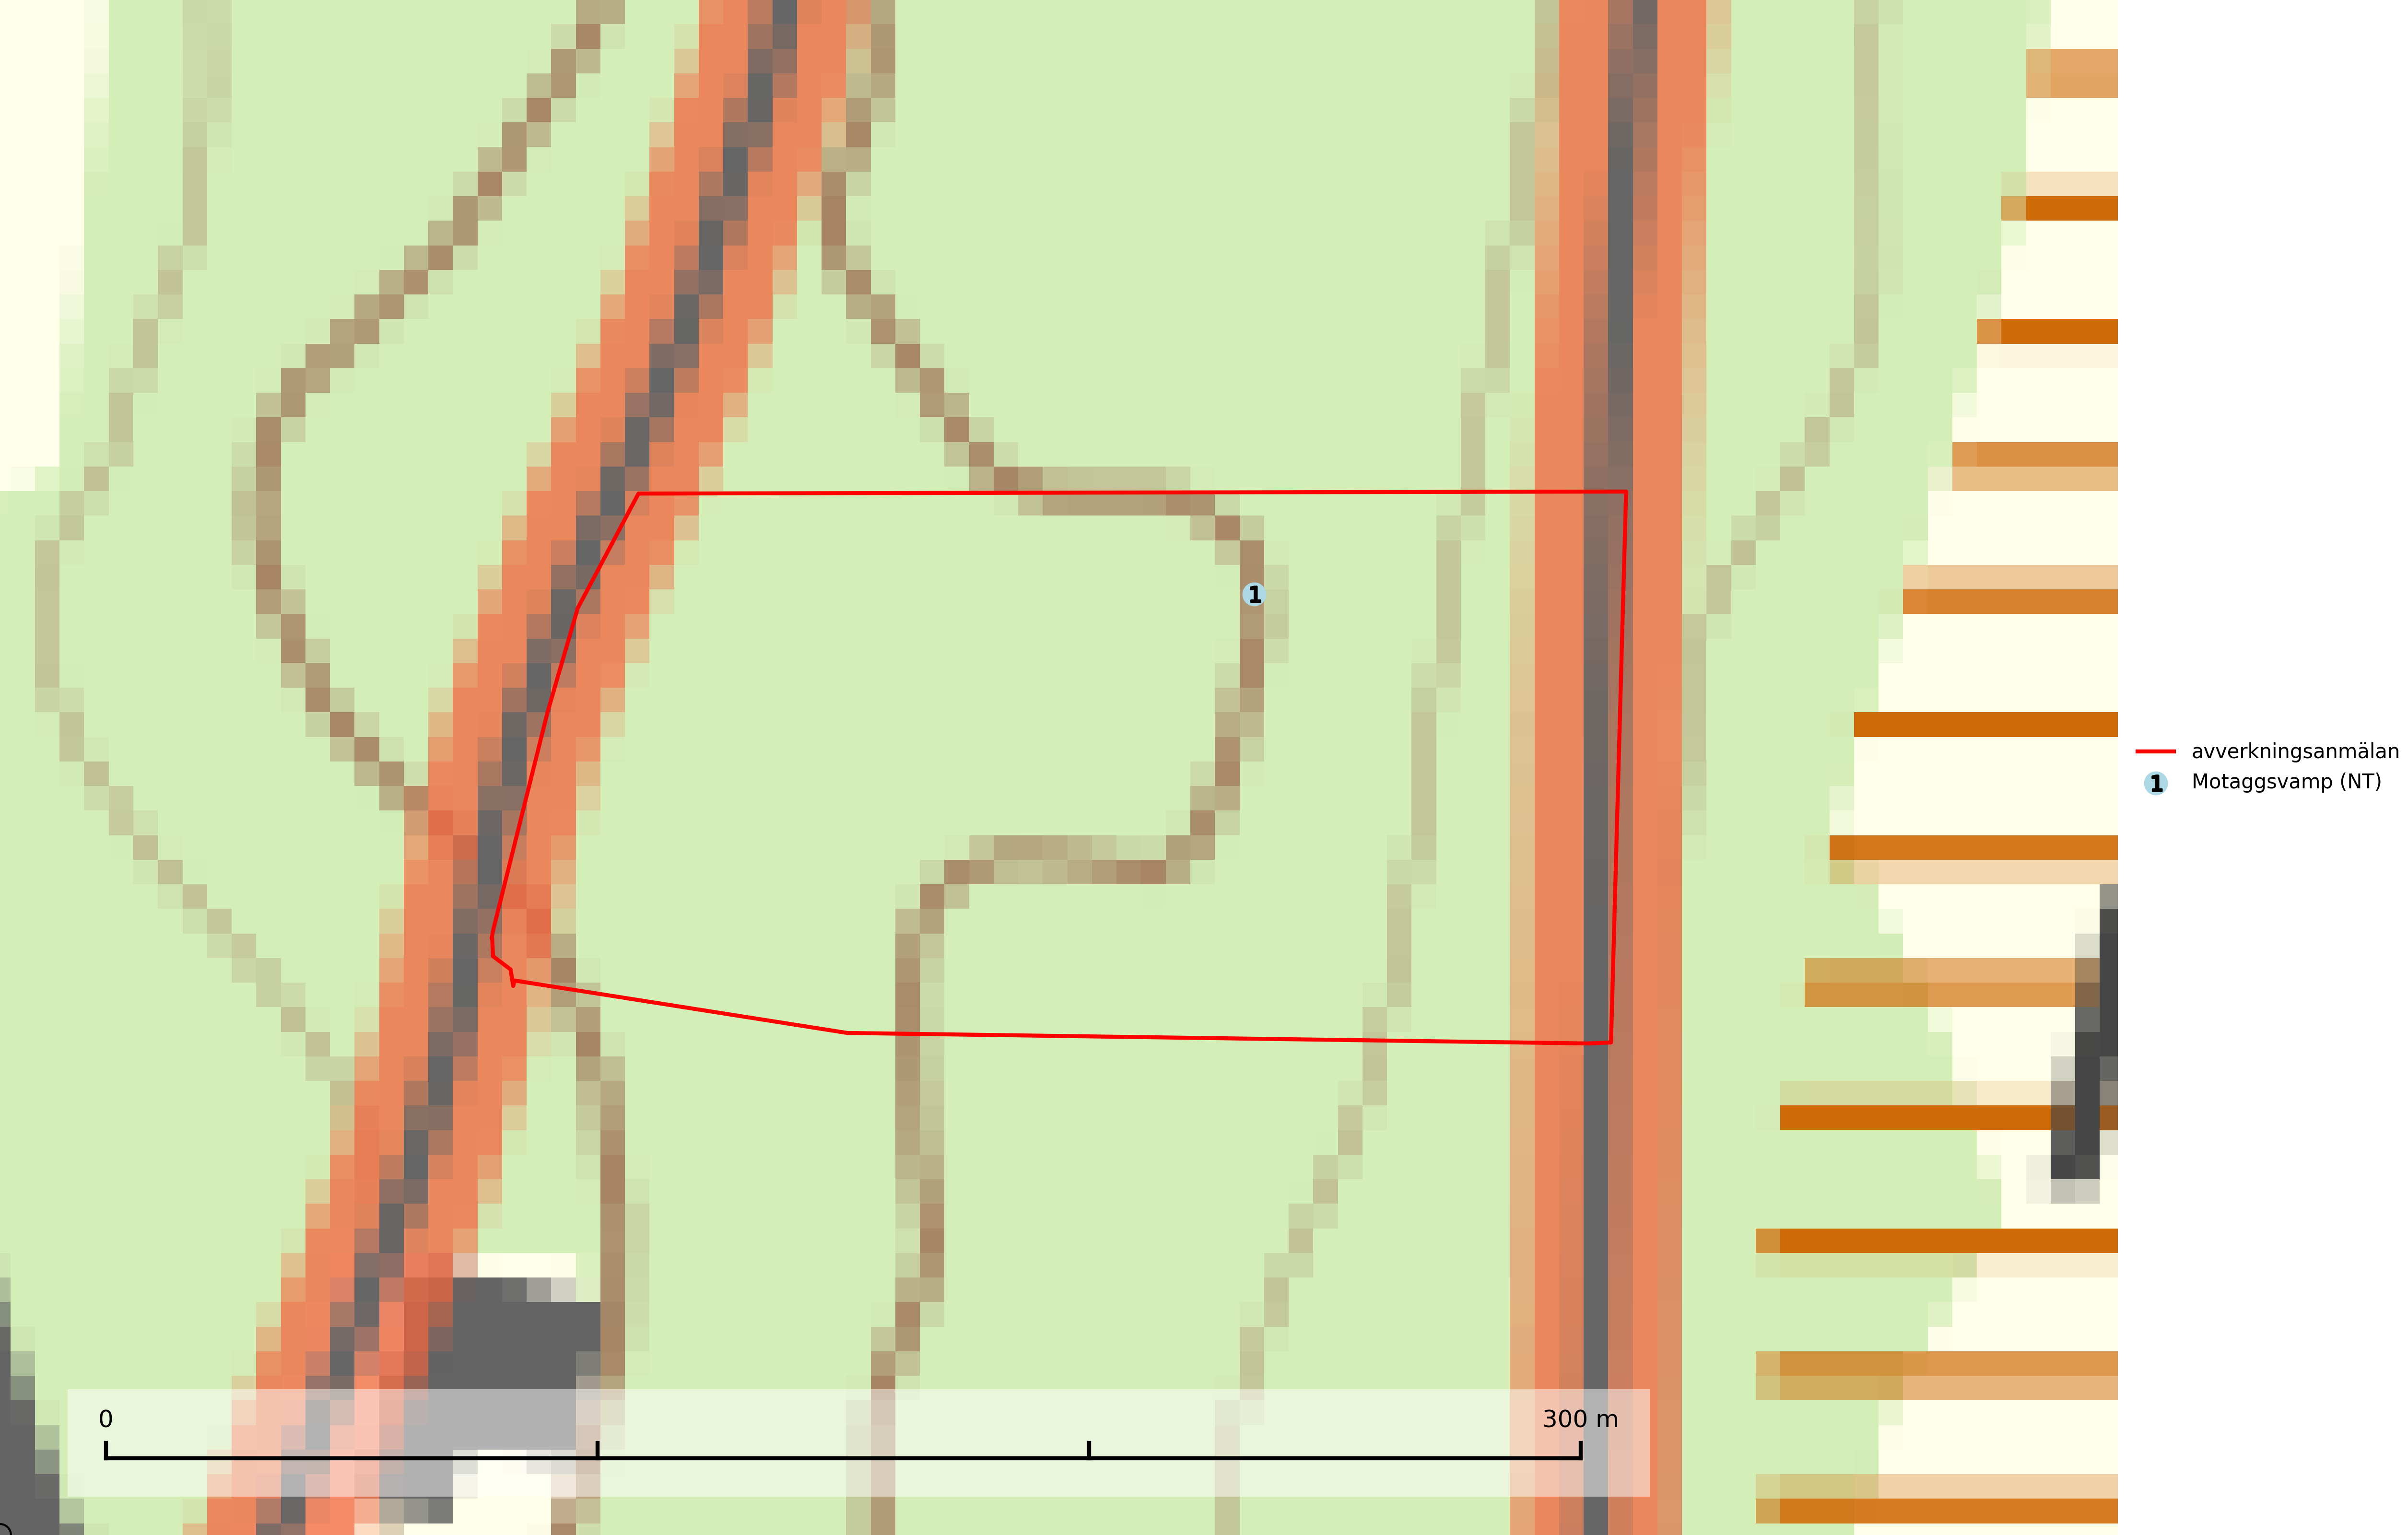 1
avverkningsanmälan
1 Motaggsvamp (NT)
0 300 m